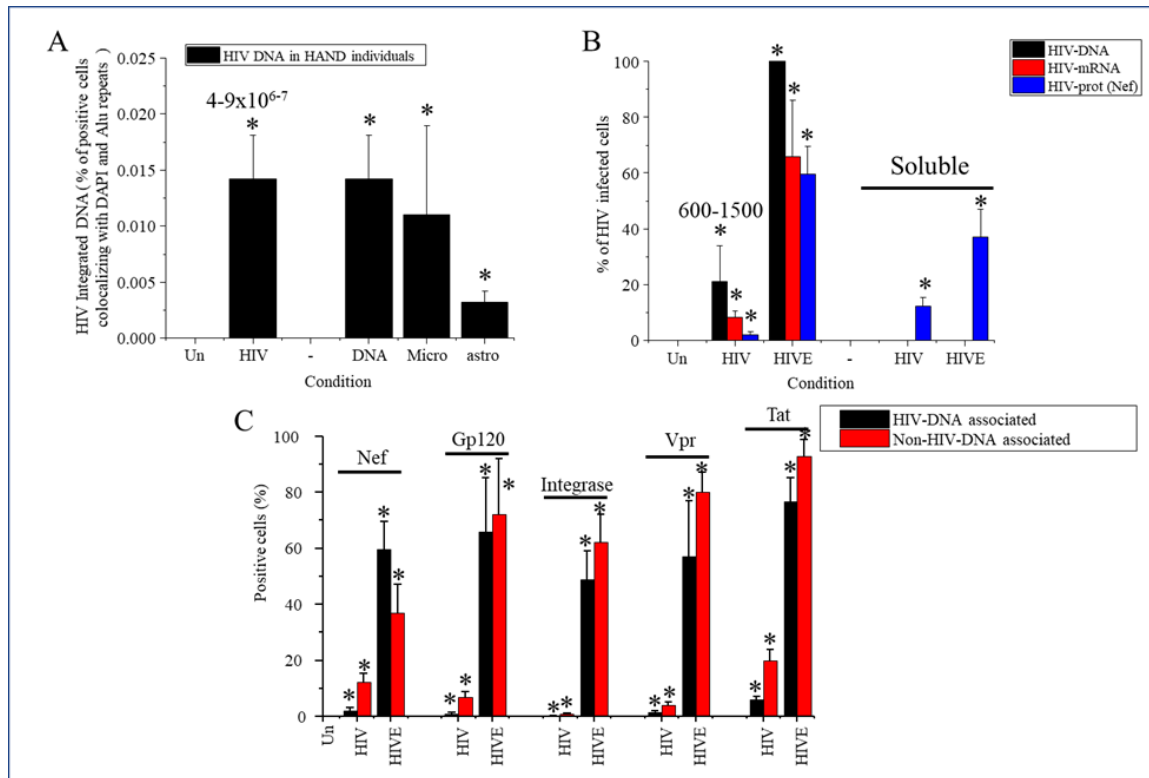 A
HIV DNA in HAND individuals
HIV Integrated DNA (% of positive cells
colocalizing with DAPI and Alu repeats)
0.025
0.020
0.015
0.010
0.005
0.000
4-9x10⁶⁻⁷
*
*
*
*
Un HIV - DNA Micro astro
Condition
B
HIV-DNA
HIV-mRNA
HIV-prot (Nef)
% of HIV infected cells
100
80
60
40
20
0
600-1500
Soluble
* * *
* * *
* *
Un HIV HIVE - HIV HIVE
Condition
C
HIV-DNA associated
Non-HIV-DNA associated
Positive cells (%)
100
80
60
40
20
0
Nef
Gp120
Integrase
Vpr
Tat
* * * *
* * * *
* * * *
* * * *
* * * *
Un HIV HIVE HIV HIVE HIV HIVE HIV HIVE HIV HIVE